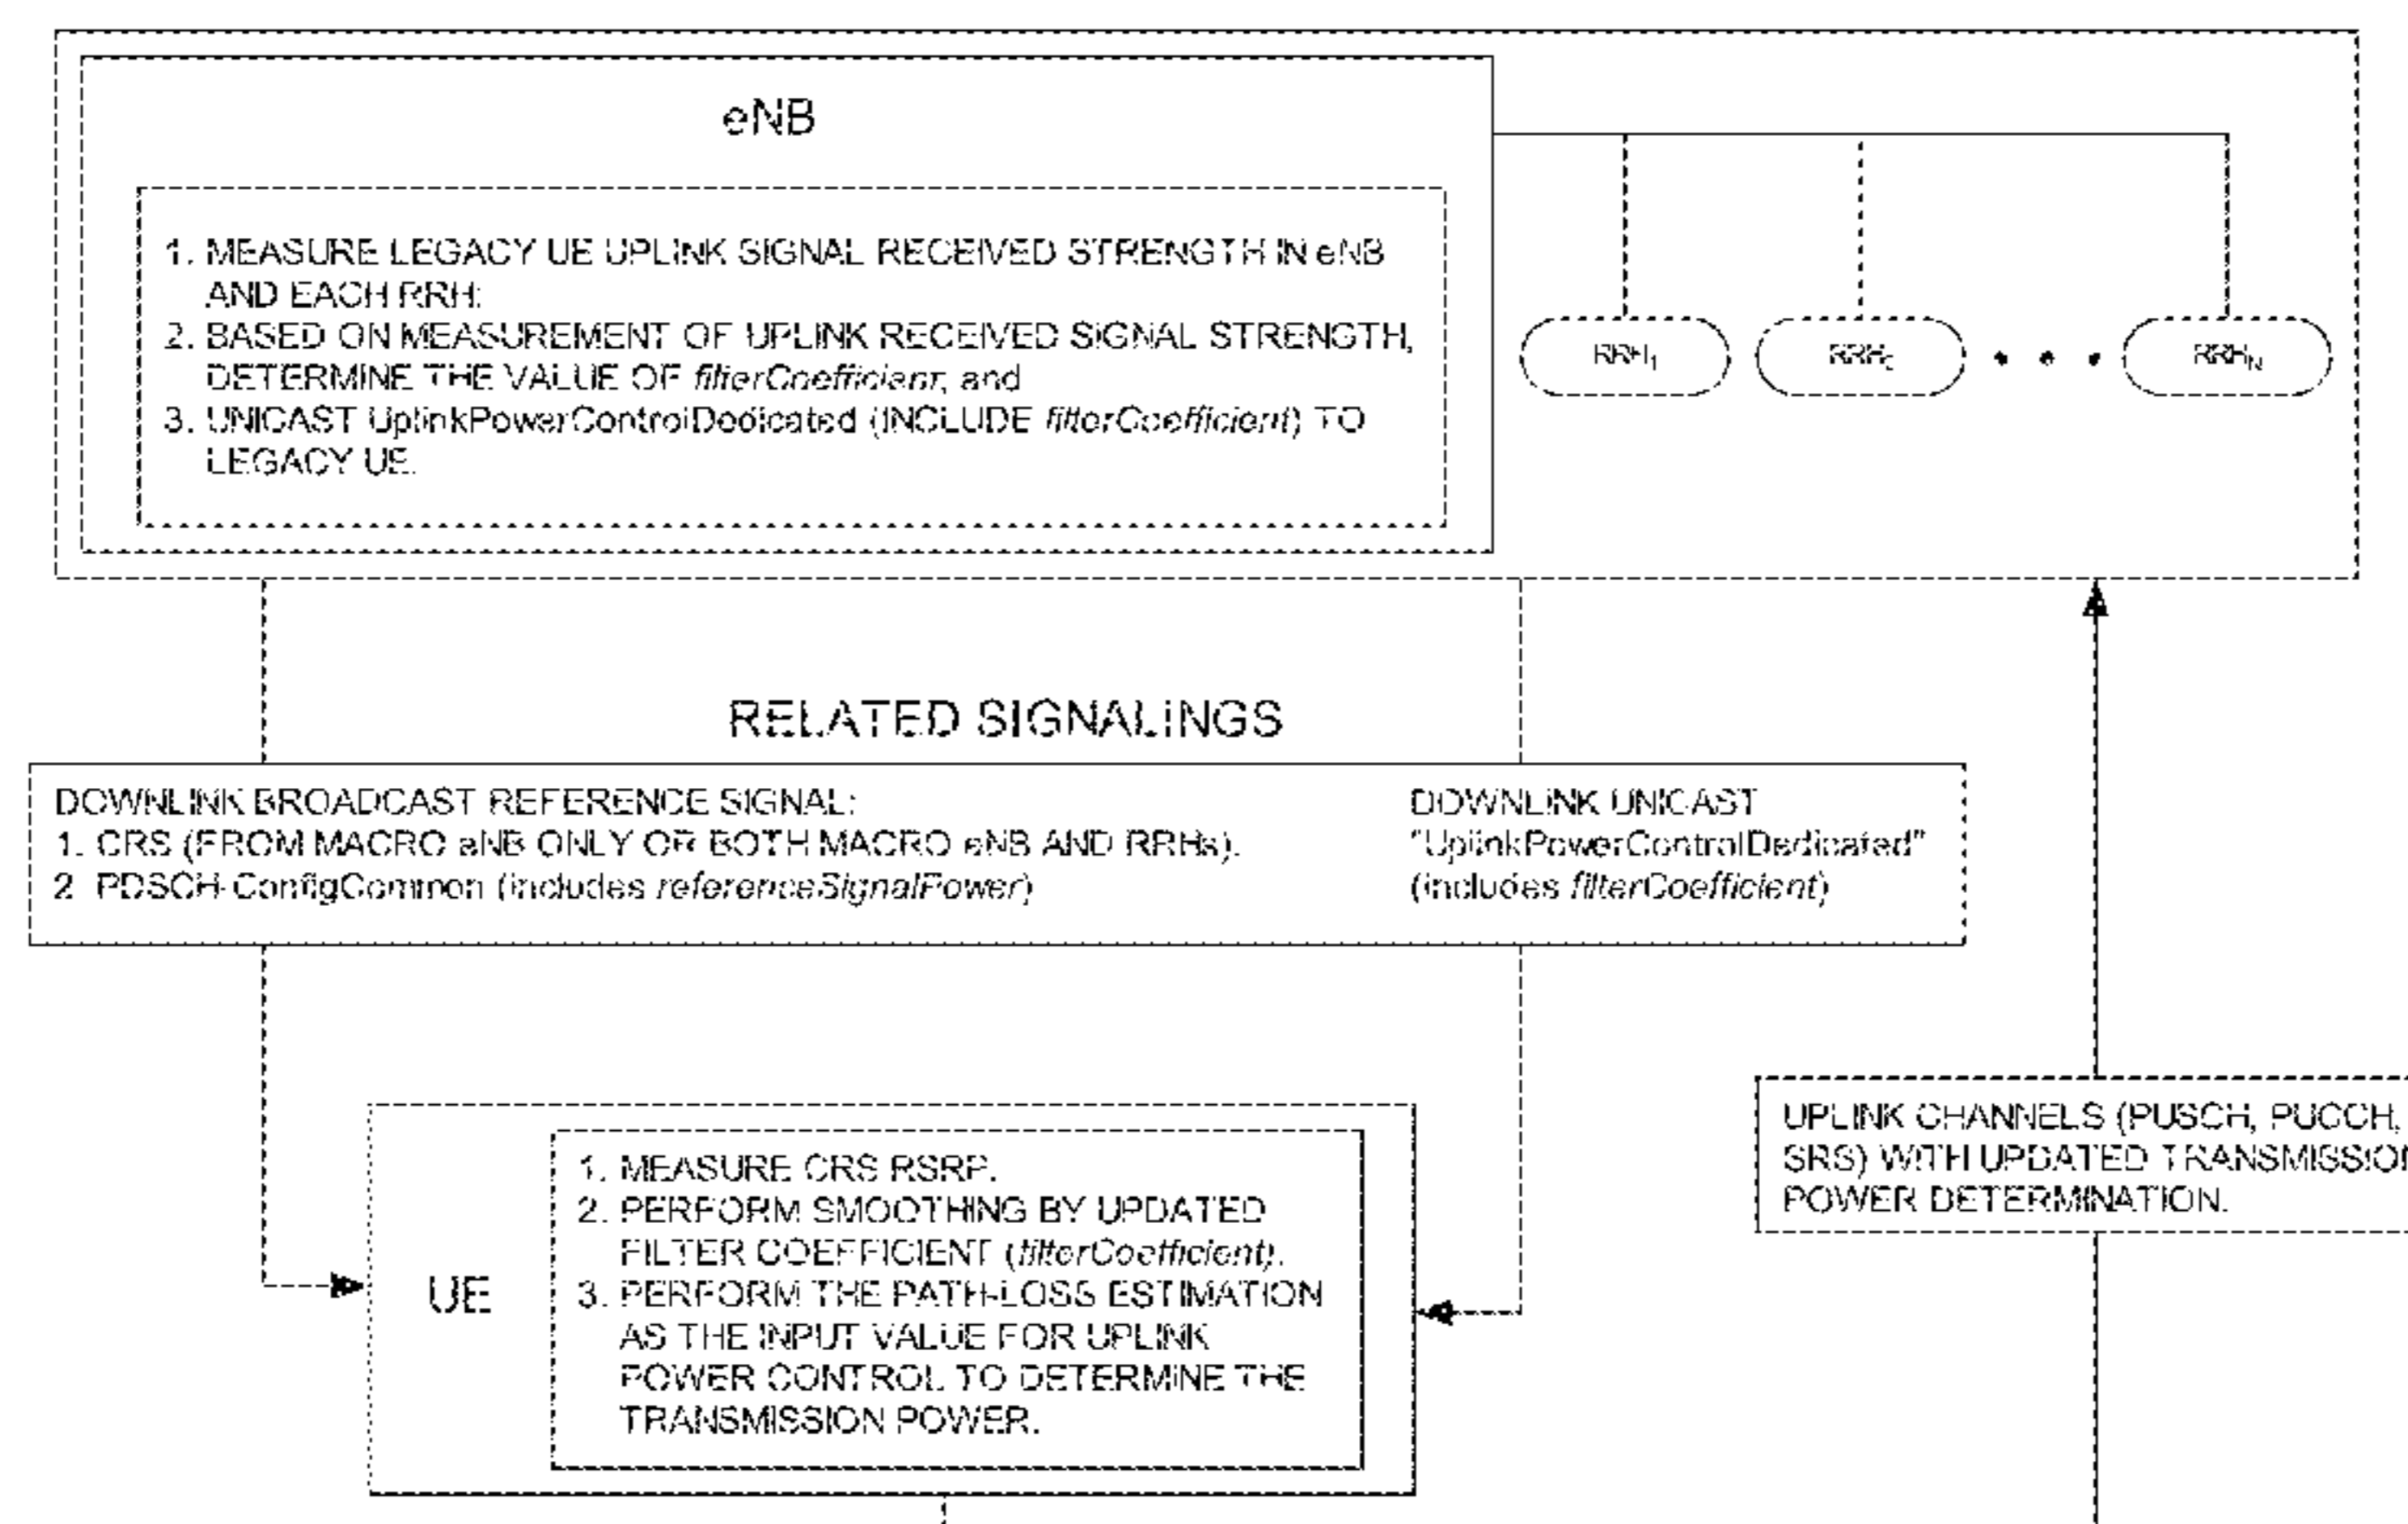 eNB
1. MEASURE LEGACY UE UPLINK SIGNAL RECEIVED STRENGTH IN eNB
AND EACH RRH;
2. BASED ON MEASUREMENT OF UPLINK RECEIVED SIGNAL STRENGTH,
DETERMINE THE VALUE OF filterCoefficient; and
3. UNICAST UplinkPowerControlDedicated (INCLUDE filterCoefficient) TO
LEGACY UE.
RRH1
RRH2
• • •
RRHN
RELATED SIGNALINGS
DOWNLINK BROADCAST REFERENCE SIGNAL:
1. CRS (FROM MACRO eNB ONLY OR BOTH MACRO eNB AND RRHs).
2. PDSCH-ConfigCommon (includes referenceSignalPower)
DOWNLINK UNICAST
"UplinkPowerControlDedicated"
(includes filterCoefficient)
UE
1. MEASURE CRS RSRP.
2. PERFORM SMOOTHING BY UPDATED
FILTER COEFFICIENT (filterCoefficient).
3. PERFORM THE PATH-LOSS ESTIMATION
AS THE INPUT VALUE FOR UPLINK
POWER CONTROL TO DETERMINE THE
TRANSMISSION POWER.
UPLINK CHANNELS (PUSCH, PUCCH,
SRS) WITH UPDATED TRANSMISSION
POWER DETERMINATION.